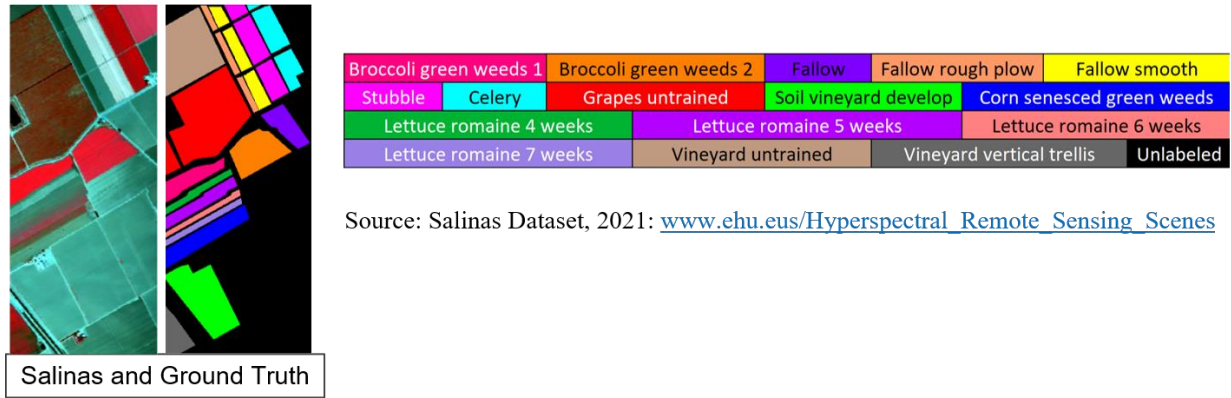 Broccoli green weeds 1 Broccoli green weeds 2 Fallow Fallow rough plow Fallow smooth
Stubble Celery Grapes untrained Soil vineyard develop Corn senesced green weeds
Lettuce romaine 4 weeks Lettuce romaine 5 weeks Lettuce romaine 6 weeks
Lettuce romaine 7 weeks Vineyard untrained Vineyard vertical trellis Unlabeled
Source: Salinas Dataset, 2021: www.ehu.eus/Hyperspectral_Remote_Sensing_Scenes
Salinas and Ground Truth